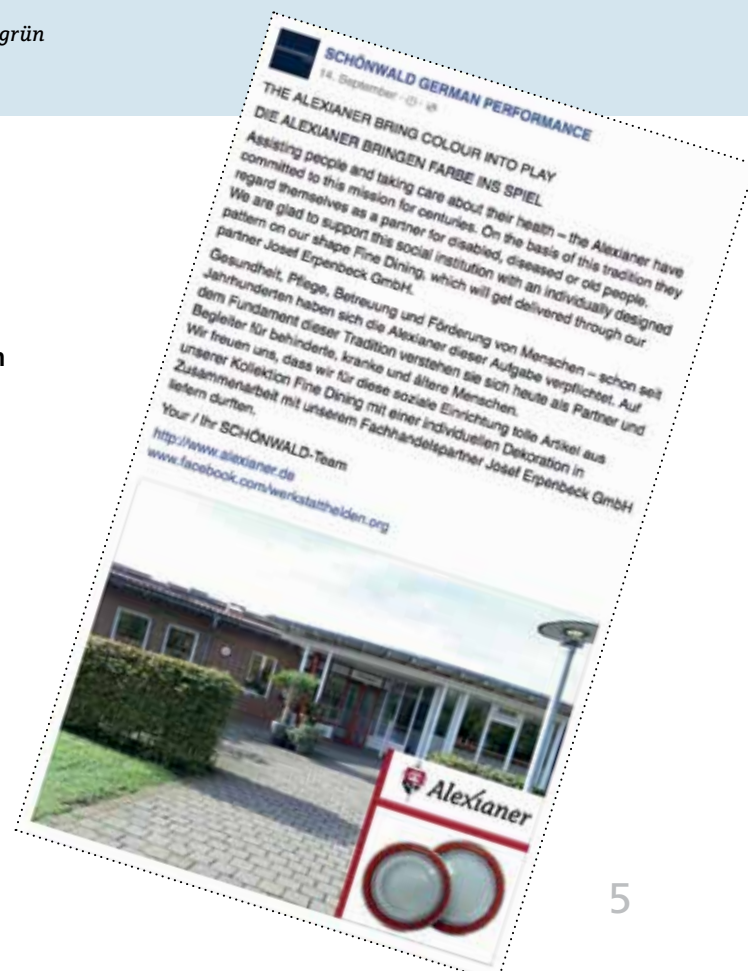 grün
n
SCHÖNWALD GERMAN PERFORMANCE
14. September
THE ALEXIANER BRING COLOUR INTO PLAY
DIE ALEXIANER BRINGEN FARBE INS SPIEL
Assisting people and taking care about their health – the Alexianer have
committed to this mission for centuries. On the basis of this tradition they
regard themselves as a partner for disabled, diseased or old people.
We are glad to support this social institution with an individually designed
pattern on our shape Fine Dining, which will get delivered through our
partner Josef Erpenbeck GmbH.
Gesundheit, Pflege, Betreuung und Förderung von Menschen – schon seit
Jahrhunderten haben sich die Alexianer dieser Aufgabe verpflichtet. Auf
dem Fundament dieser Tradition verstehen sie sich heute als Partner und
Begleiter für behinderte, kranke und ältere Menschen.
Wir freuen uns, dass wir für diese soziale Einrichtung tolle Artikel aus
unserer Kollektion Fine Dining mit einer individuellen Dekoration in
Zusammenarbeit mit unserem Fachhandelspartner Josef Erpenbeck GmbH
liefern durften.
Your / Ihr SCHÖNWALD-Team
http://www.alexianer.de
www.facebook.com/werkstatthelden.org
Alexianer
5